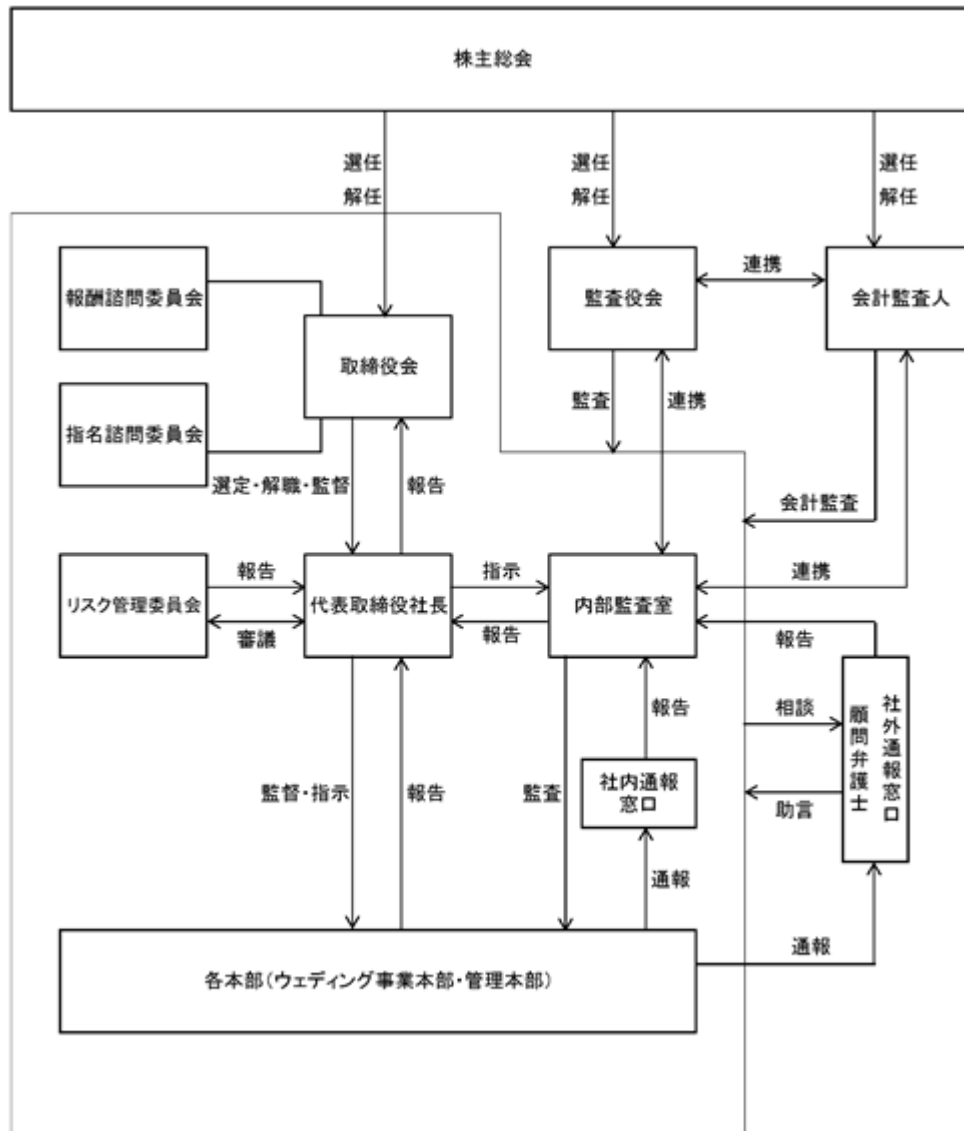 株主総会
選任
解任
選任
解任
選任
解任
報酬諮問委員会
監査役会
連携
会計監査人
取締役会
指名諮問委員会
監査
連携
選定・解職・監督
報告
会計監査
リスク管理委員会
報告
審議
代表取締役社長
指示
報告
内部監査室
連携
報告
報告
相談
助言
顧問弁護士
社外通報窓口
監督・指示
報告
監査
社内通報
窓口
通報
通報
各本部(ウェディング事業本部・管理本部)